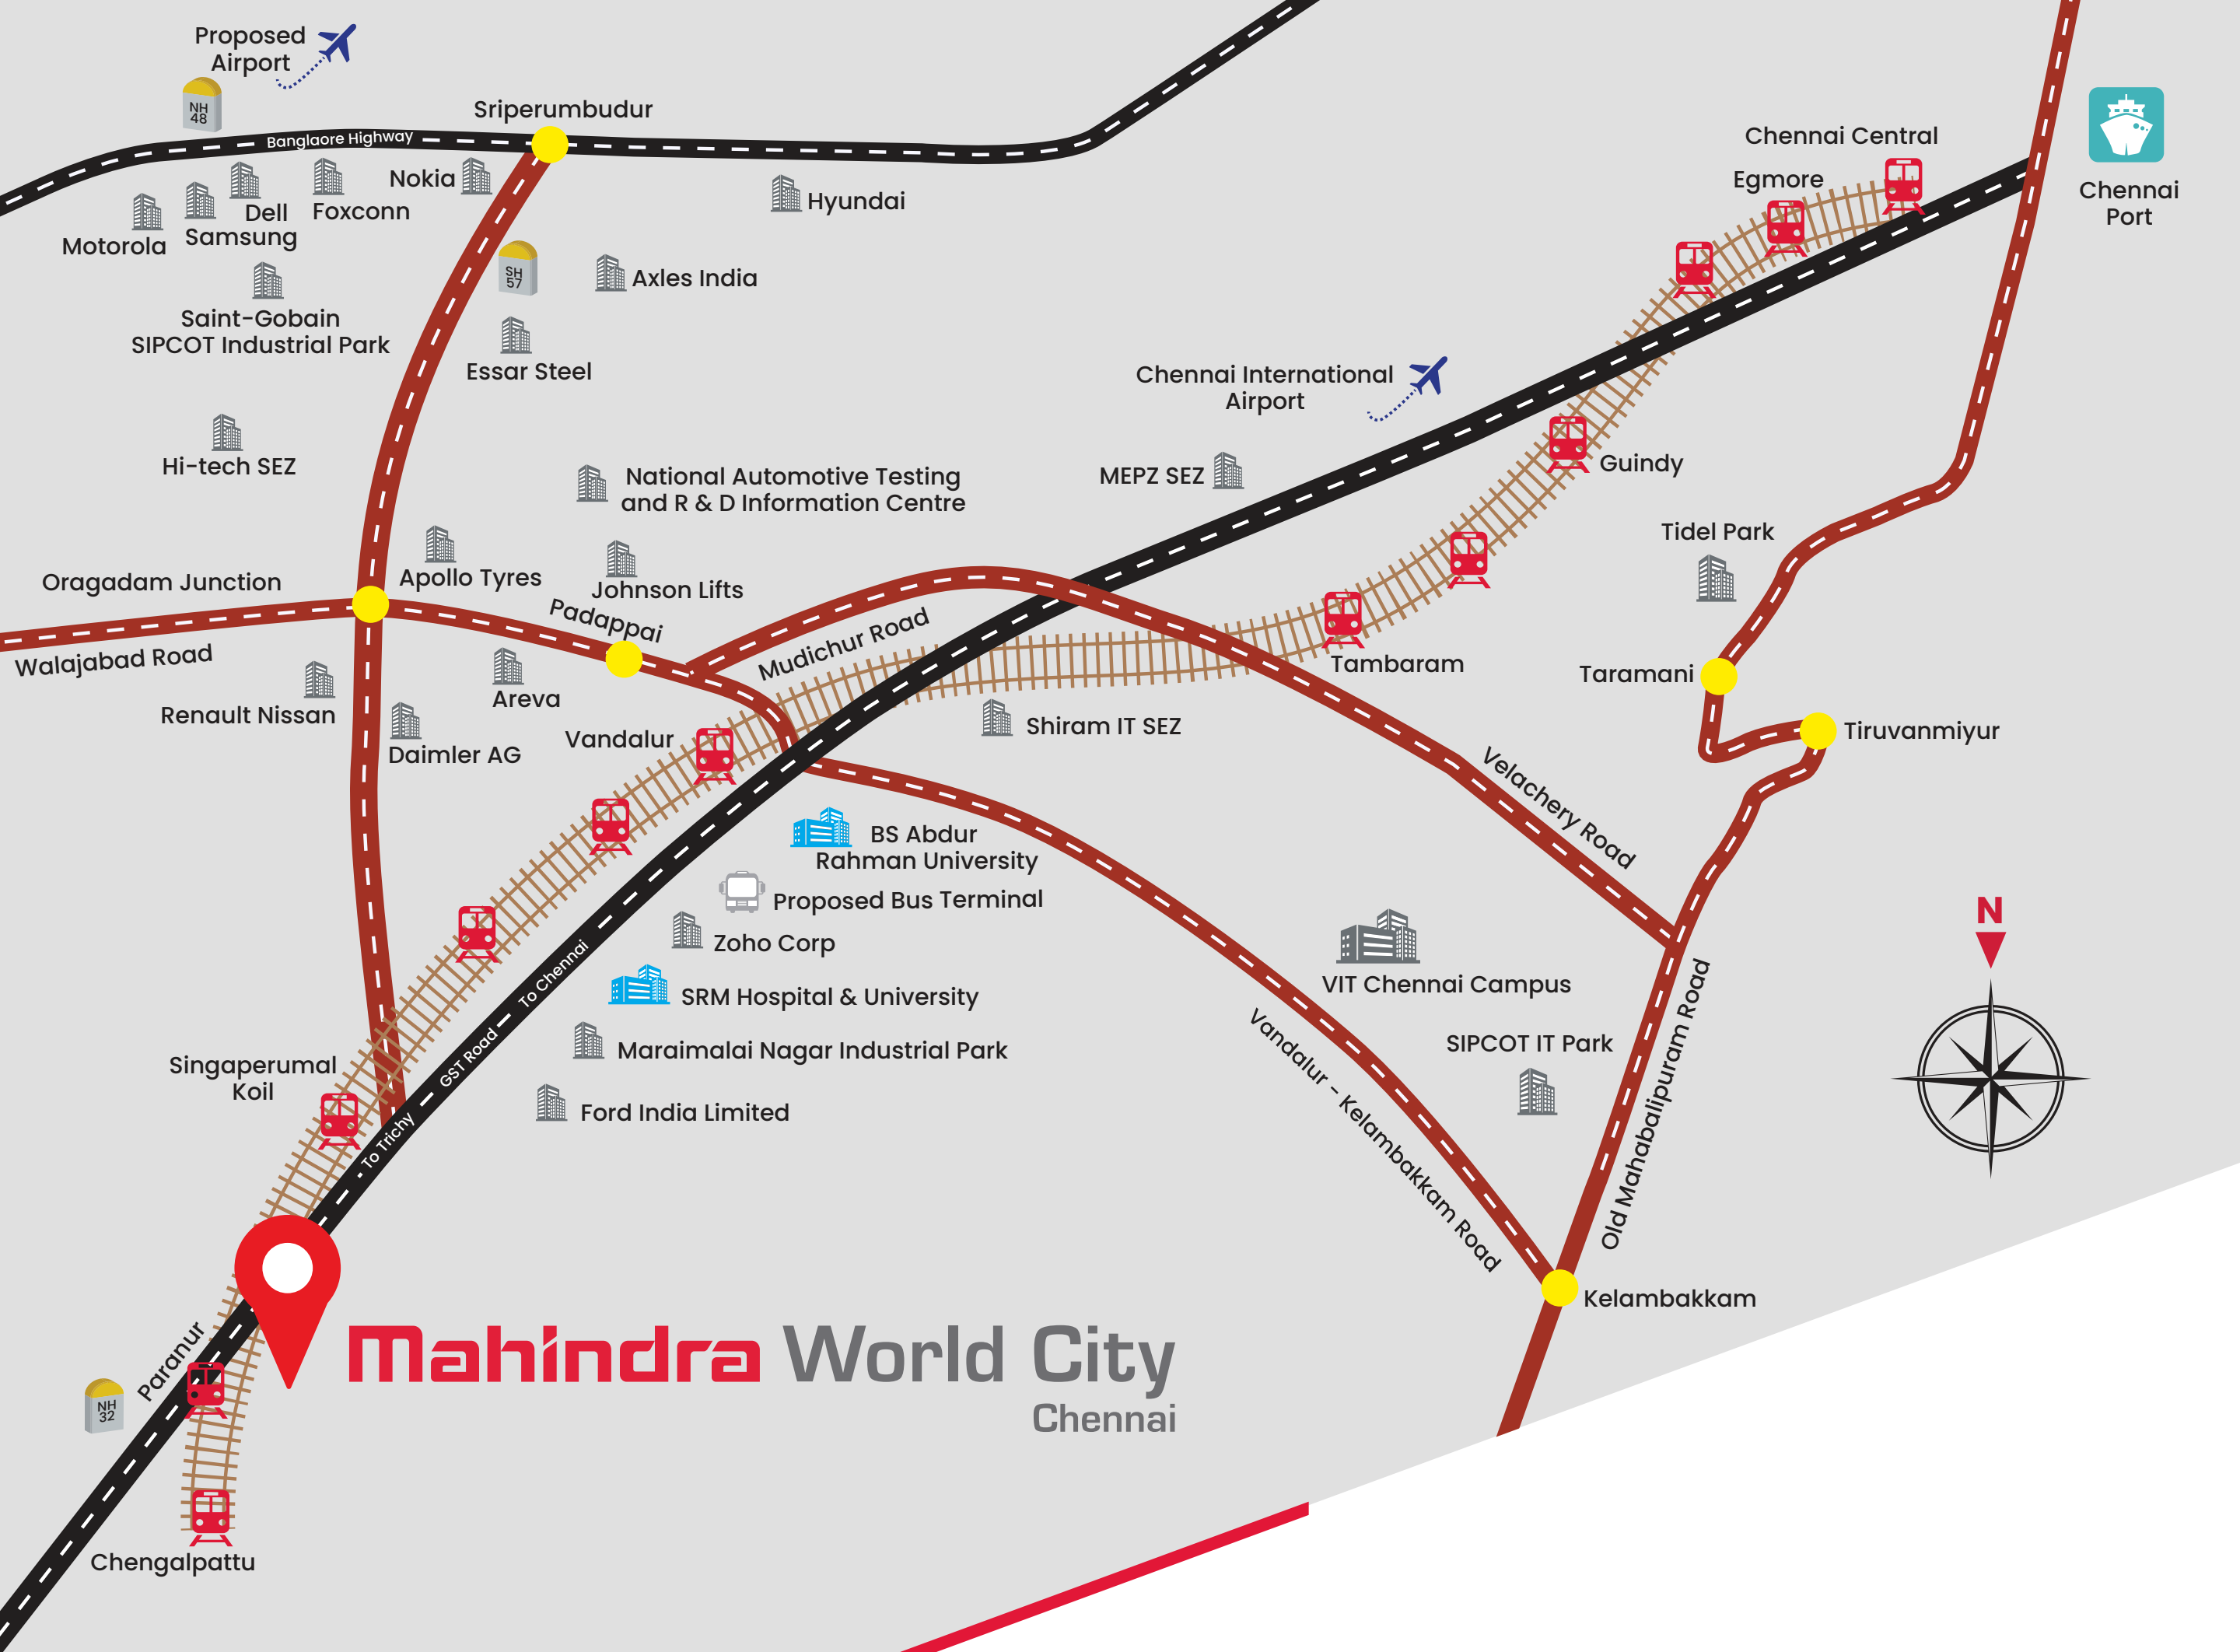 Proposed
Airport
NH
48
Banglaore Highway
Sriperumbudur
Nokia
Foxconn
Dell
Samsung
Motorola
Hyundai
SH
57
Axles India
Saint-Gobain
SIPCOT Industrial Park
Essar Steel
Hi-tech SEZ
Chennai Central
Egmore
Chennai
Port
Chennai International
Airport
MEPZ SEZ
Guindy
National Automotive Testing
and R & D Information Centre
Tidel Park
Oragadam Junction
Apollo Tyres
Johnson Lifts
Padappai
Mudichur Road
Walajabad Road
Tambaram
Taramani
Renault Nissan
Areva
Daimler AG
Vandalur
Shiram IT SEZ
Tiruvanmiyur
Velachery Road
BS Abdur
Rahman University
Proposed Bus Terminal
Zoho Corp
SRM Hospital & University
Maraimalai Nagar Industrial Park
Ford India Limited
To Chennai
GST Road
To Trichy
VIT Chennai Campus
SIPCOT IT Park
Vandalur - Kelambakkam Road
Old Mahabalipuram Road
N
Singaperumal
Koil
Kelambakkam
Paranur
NH
32
Mahindra World City
Chennai
Chengalpattu